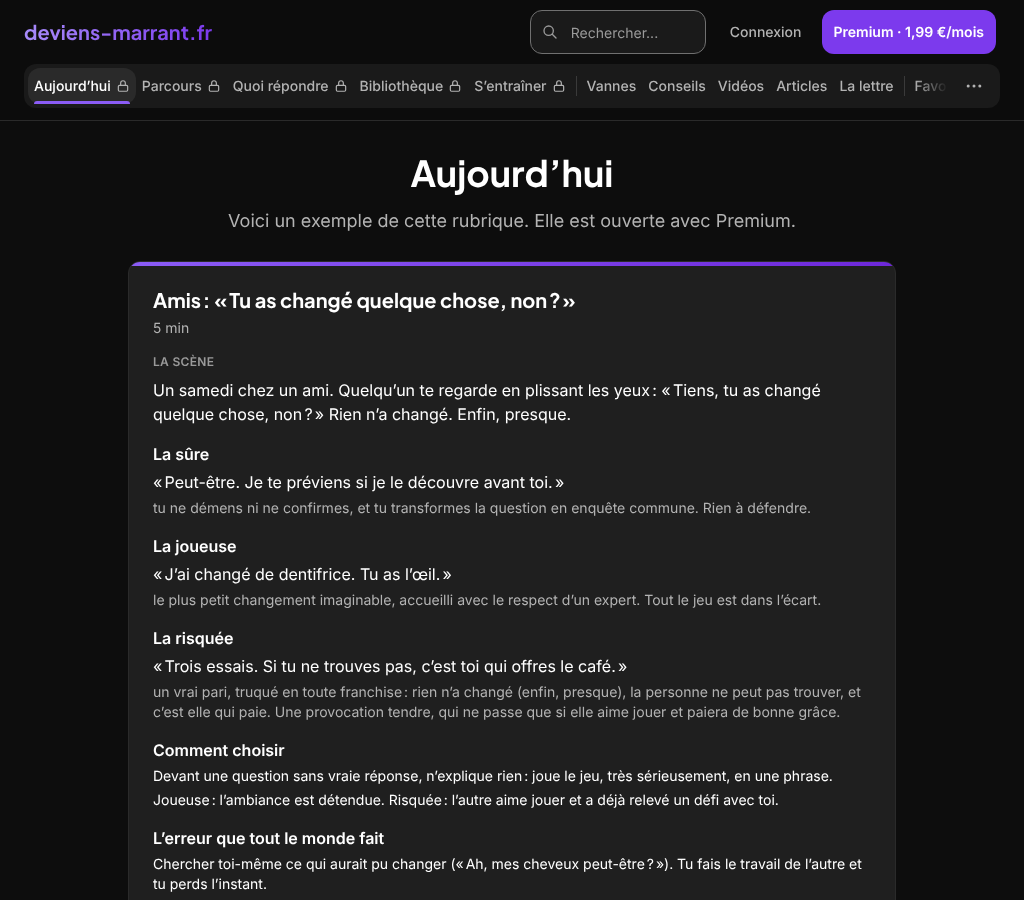 deviens-marrant.fr
Rechercher...
Connexion
Premium · 1,99 €/mois
Aujourd’hui
Parcours
Quoi répondre
Bibliothèque
S’entraîner
Vannes
Conseils
Vidéos
Articles
La lettre
Favo
Aujourd’hui
Voici un exemple de cette rubrique. Elle est ouverte avec Premium.
Amis : « Tu as changé quelque chose, non ? »
5 min
LA SCÈNE
Un samedi chez un ami. Quelqu’un te regarde en plissant les yeux : « Tiens, tu as changé
quelque chose, non ? » Rien n’a changé. Enfin, presque.
La sûre
« Peut-être. Je te préviens si je le découvre avant toi. »
tu ne démens ni ne confirmes, et tu transformes la question en enquête commune. Rien à défendre.
La joueuse
« J’ai changé de dentifrice. Tu as l’œil. »
le plus petit changement imaginable, accueilli avec le respect d’un expert. Tout le jeu est dans l’écart.
La risquée
« Trois essais. Si tu ne trouves pas, c’est toi qui offres le café. »
un vrai pari, truqué en toute franchise : rien n’a changé (enfin, presque), la personne ne peut pas trouver, et
c’est elle qui paie. Une provocation tendre, qui ne passe que si elle aime jouer et paiera de bonne grâce.
Comment choisir
Devant une question sans vraie réponse, n’explique rien : joue le jeu, très sérieusement, en une phrase.
Joueuse : l’ambiance est détendue. Risquée : l’autre aime jouer et a déjà relevé un défi avec toi.
L’erreur que tout le monde fait
Chercher toi-même ce qui aurait pu changer (« Ah, mes cheveux peut-être ? »). Tu fais le travail de l’autre et
tu perds l’instant.